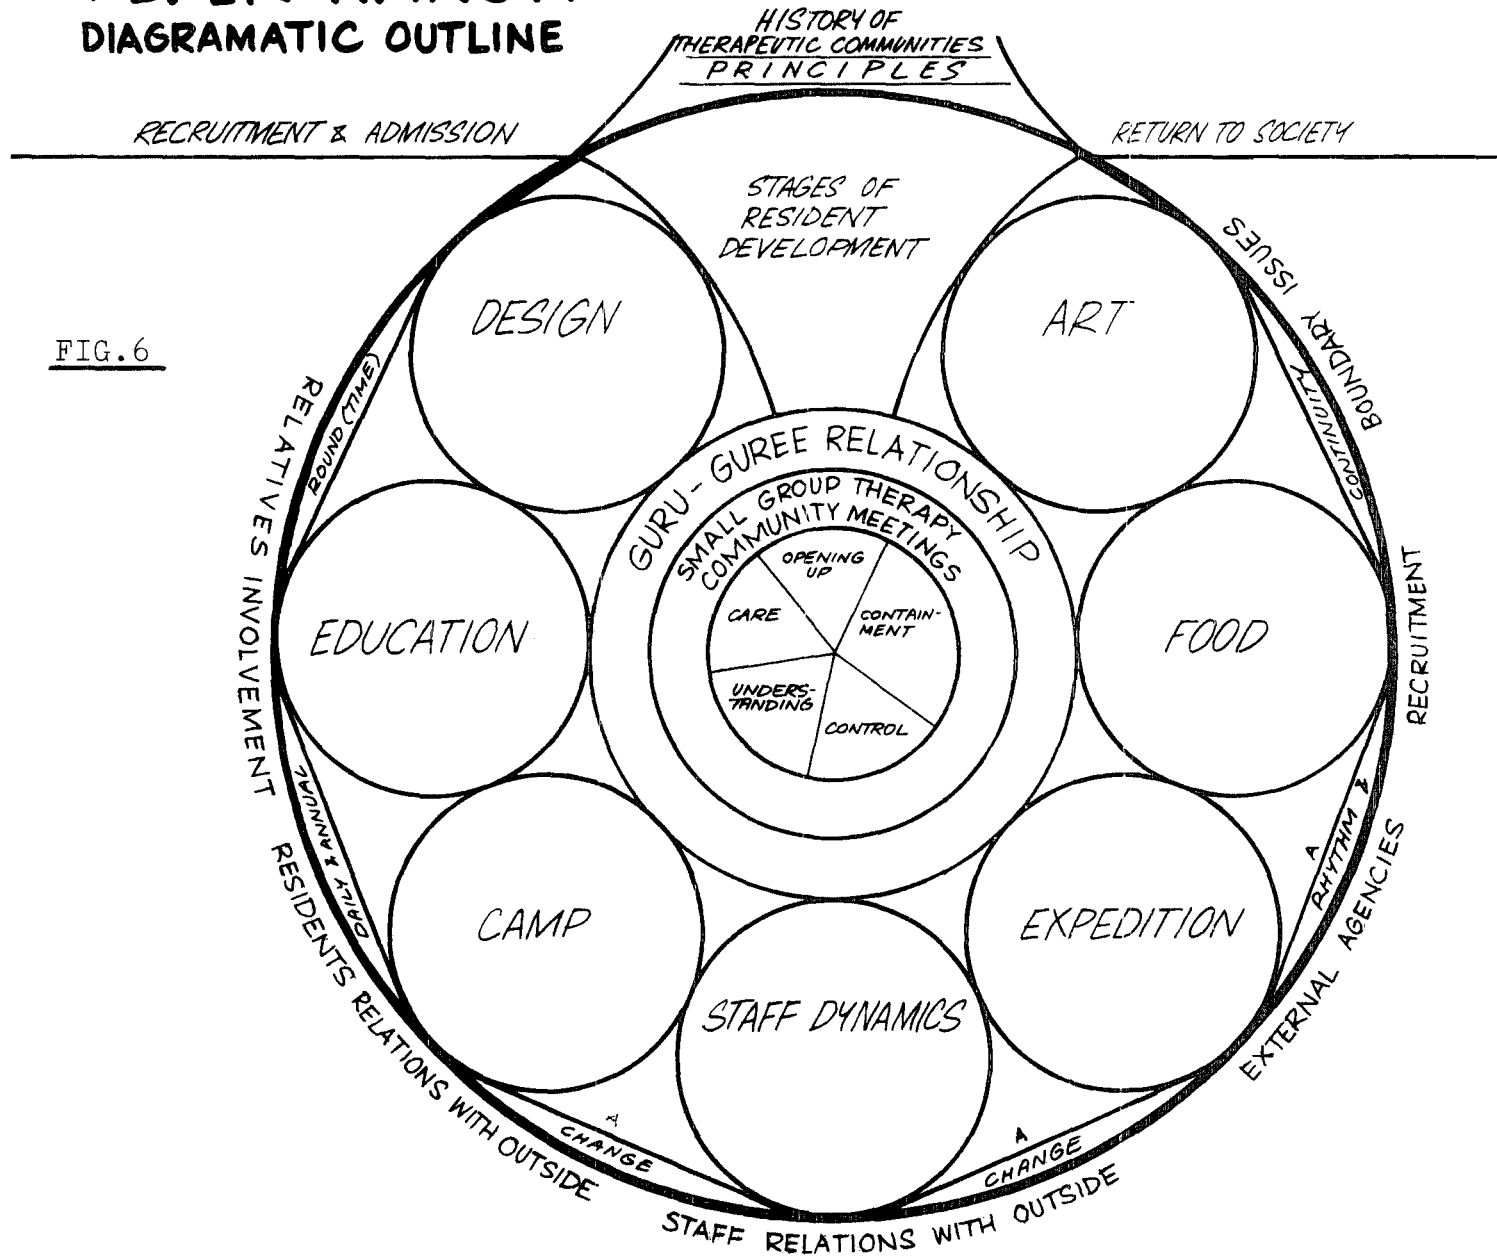 DIAGRAMATIC OUTLINE
HISTORY OF
THERAPEUTIC COMMUNITIES
PRINCIPLES
RECRUITMENT & ADMISSION
RETURN TO SOCIETY
STAGES OF
RESIDENT
DEVELOPMENT
FIG.6
DESIGN
ART
BOUNDARY ISSUES
ROUND (TIME)
CONTINUITY
RELATIVES INVOLVEMENT
GURU - GUREE RELATIONSHIP
SMALL GROUP THERAPY
COMMUNITY MEETINGS
OPENING
UP
CARE
CONTAIN-
MENT
UNDERS-
TANDING
CONTROL
EDUCATION
FOOD
RECRUITMENT
DAILY & ANNUAL
A
RHYTHM &
CAMP
EXPEDITION
STAFF DYNAMICS
RESIDENTS RELATIONS WITH OUTSIDE
EXTERNAL AGENCIES
A
CHANGE
A
CHANGE
STAFF RELATIONS WITH OUTSIDE